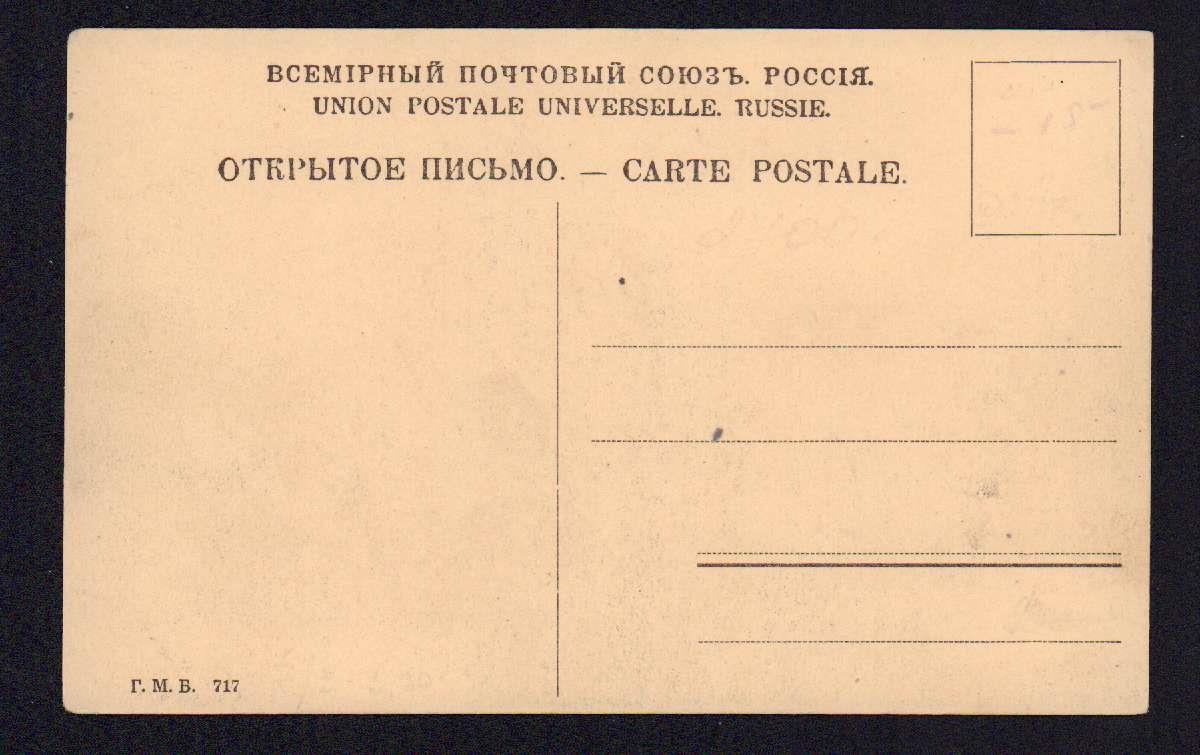 ВСЕМІРНЫЙ ПОЧТОВЫЙ СОЮЗЪ. РОССІЯ.
UNION POSTALE UNIVERSELLE. RUSSIE.
ОТКРЫТОЕ ПИСЬМО. — CARTE POSTALE.
Г. М. Б. 717